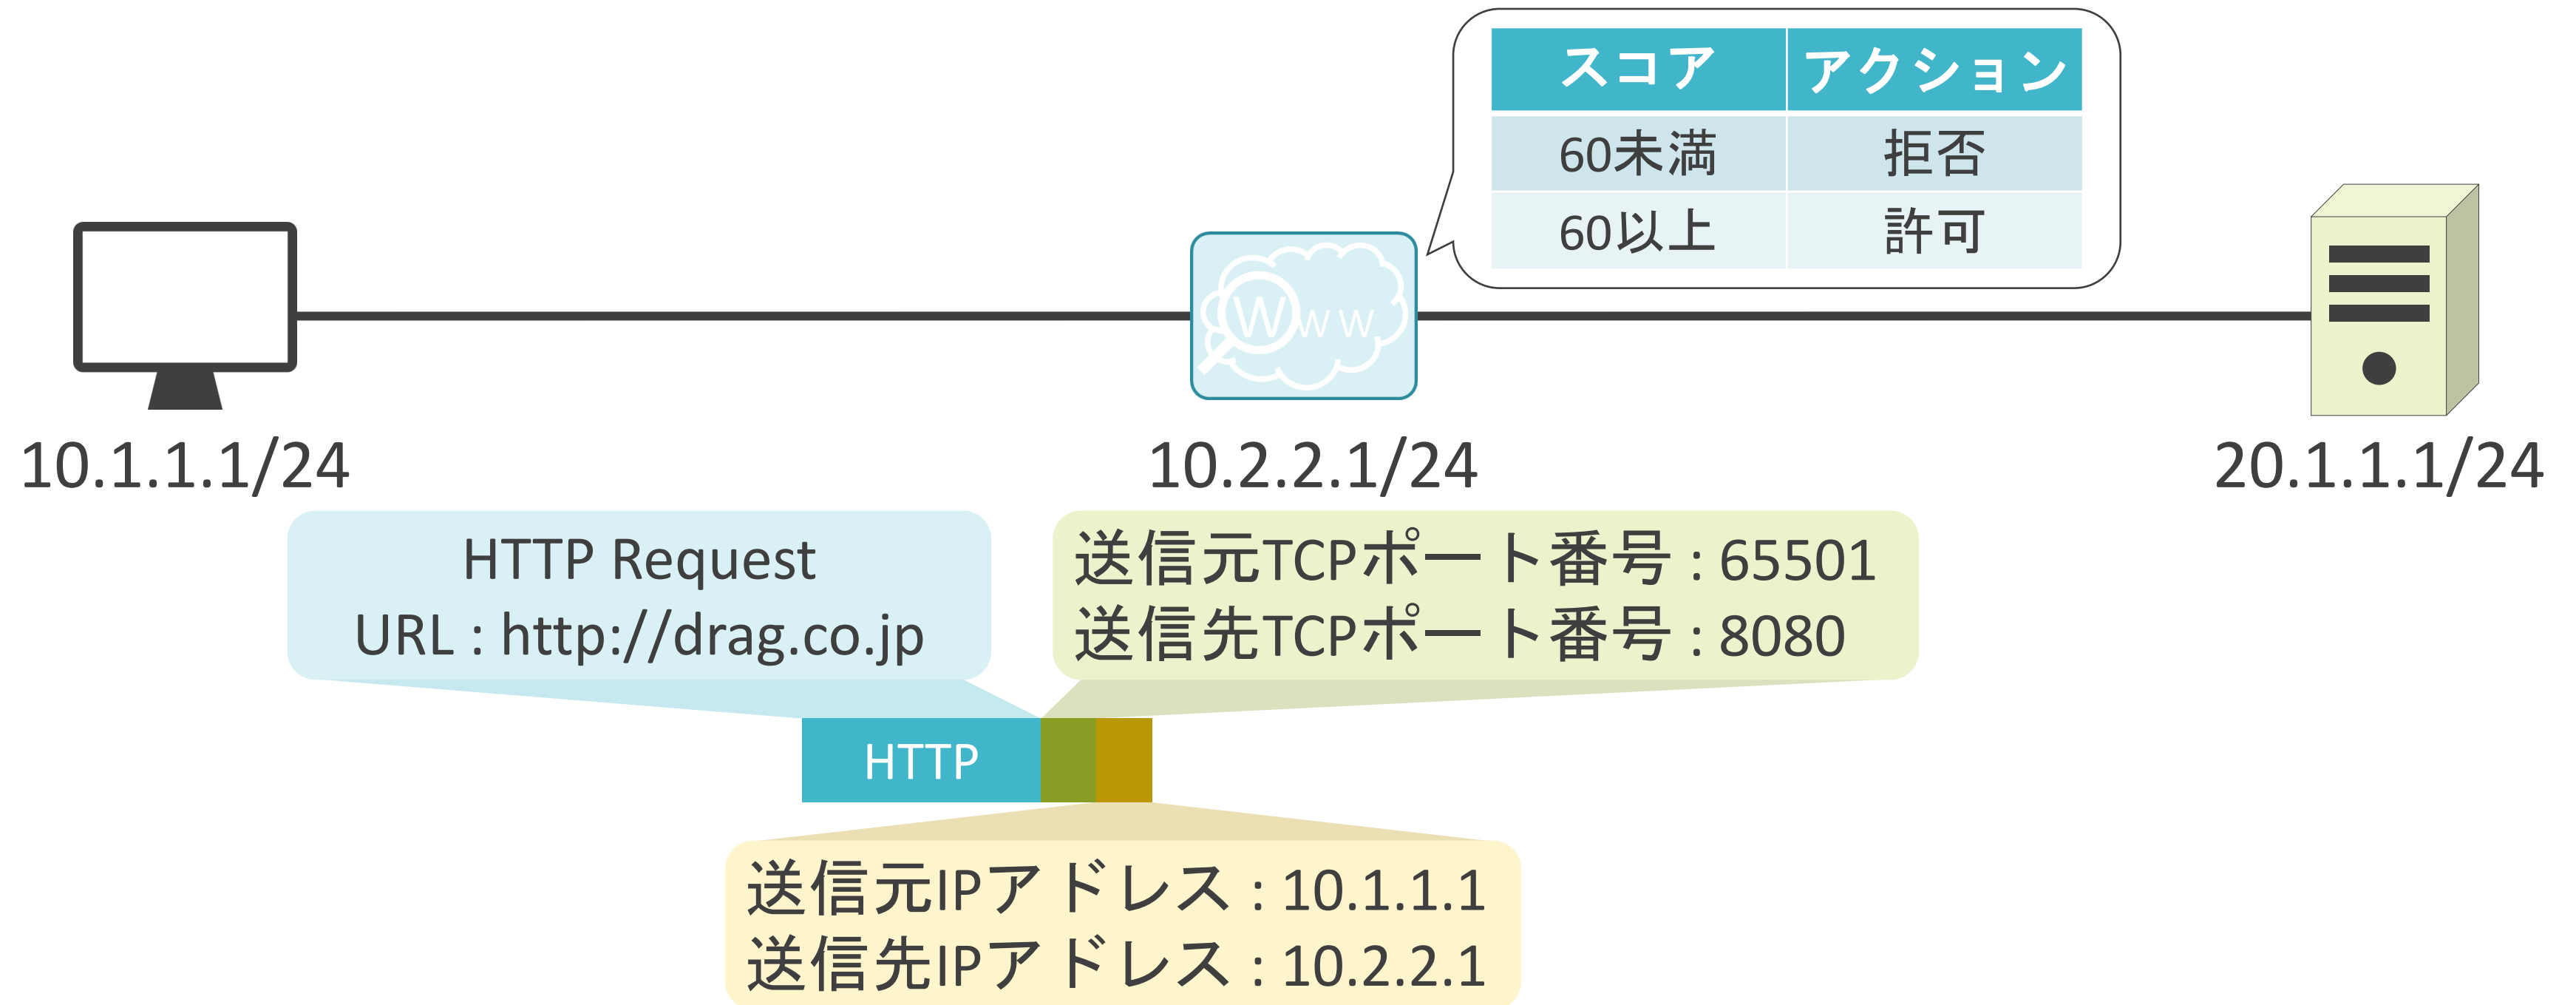 スコア アクション
60未満 拒否
60以上 許可
W W W
10.1.1.1/24
10.2.2.1/24
20.1.1.1/24
HTTP Request
URL : http://drag.co.jp
送信元TCPポート番号 : 65501
送信先TCPポート番号 : 8080
HTTP
送信元IPアドレス : 10.1.1.1
送信先IPアドレス : 10.2.2.1